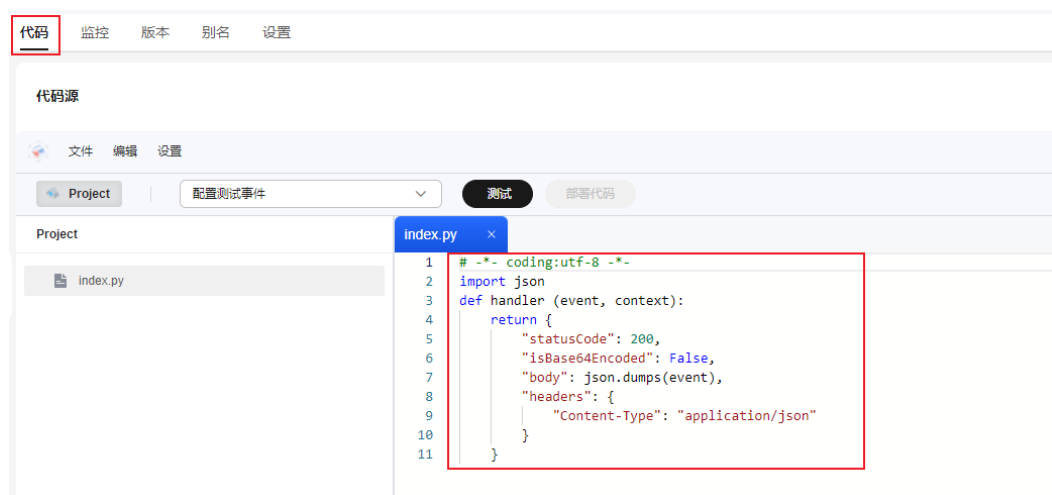 代码 监控 版本 别名 设置
代码源
文件 编辑 设置
Project 配置测试事件 测试 部署代码
Project index.py ×
index.py
1 # -*- coding:utf-8 -*-
2 import json
3 def handler (event, context):
4     return {
5         "statusCode": 200,
6         "isBase64Encoded": False,
7         "body": json.dumps(event),
8         "headers": {
9             "Content-Type": "application/json"
10         }
11     }